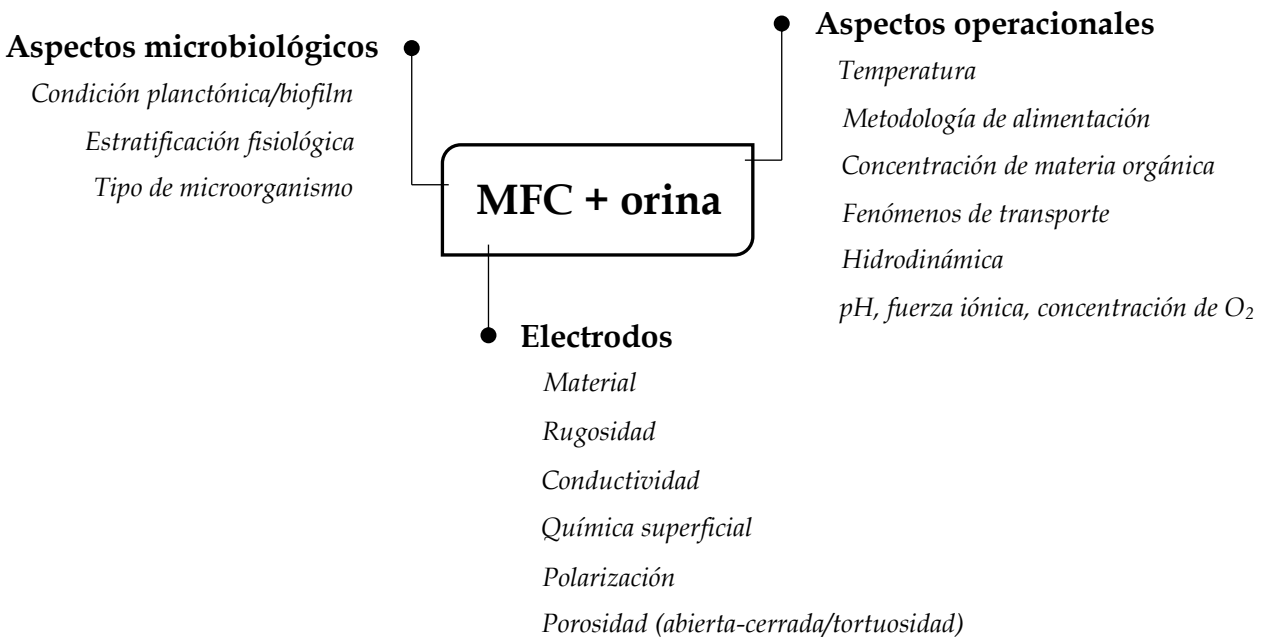 Aspectos microbiológicos
Condición planctónica/biofilm
Estratificación fisiológica
Tipo de microorganismo
MFC + orina
Aspectos operacionales
Temperatura
Metodología de alimentación
Concentración de materia orgánica
Fenómenos de transporte
Hidrodinámica
pH, fuerza iónica, concentración de O₂
Electrodos
Material
Rugosidad
Conductividad
Química superficial
Polarización
Porosidad (abierta-cerrada/tortuosidad)